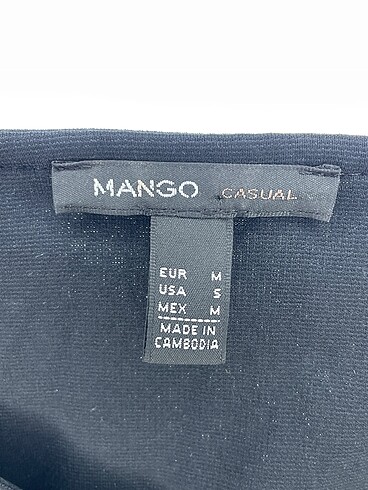 MANGO CASUAL
EUR M
USA S
MEX M
MADE IN
CAMBODIA